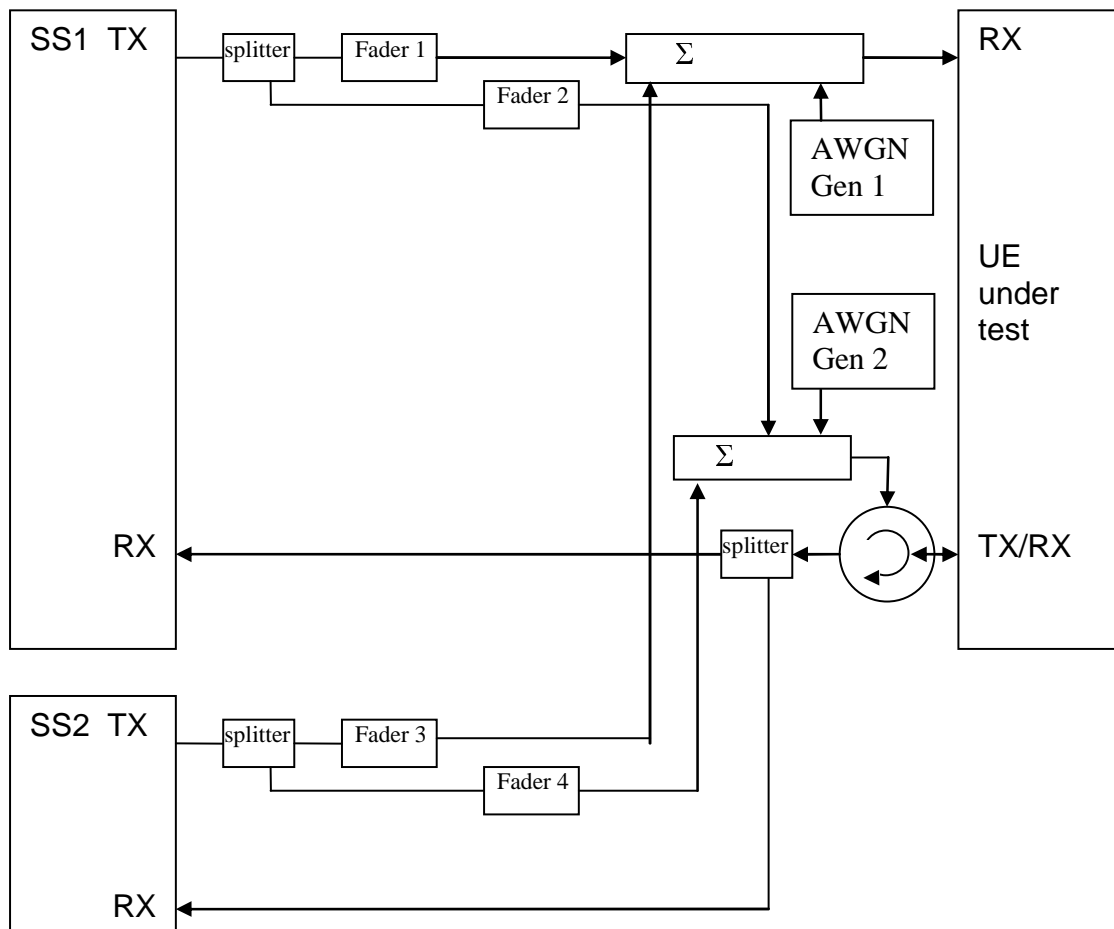 SS1 TX
splitter
Fader 1
Σ
RX
Fader 2
AWGN
Gen 1
UE
under
test
AWGN
Gen 2
Σ
RX
splitter
TX/RX
SS2 TX
splitter
Fader 3
Fader 4
RX